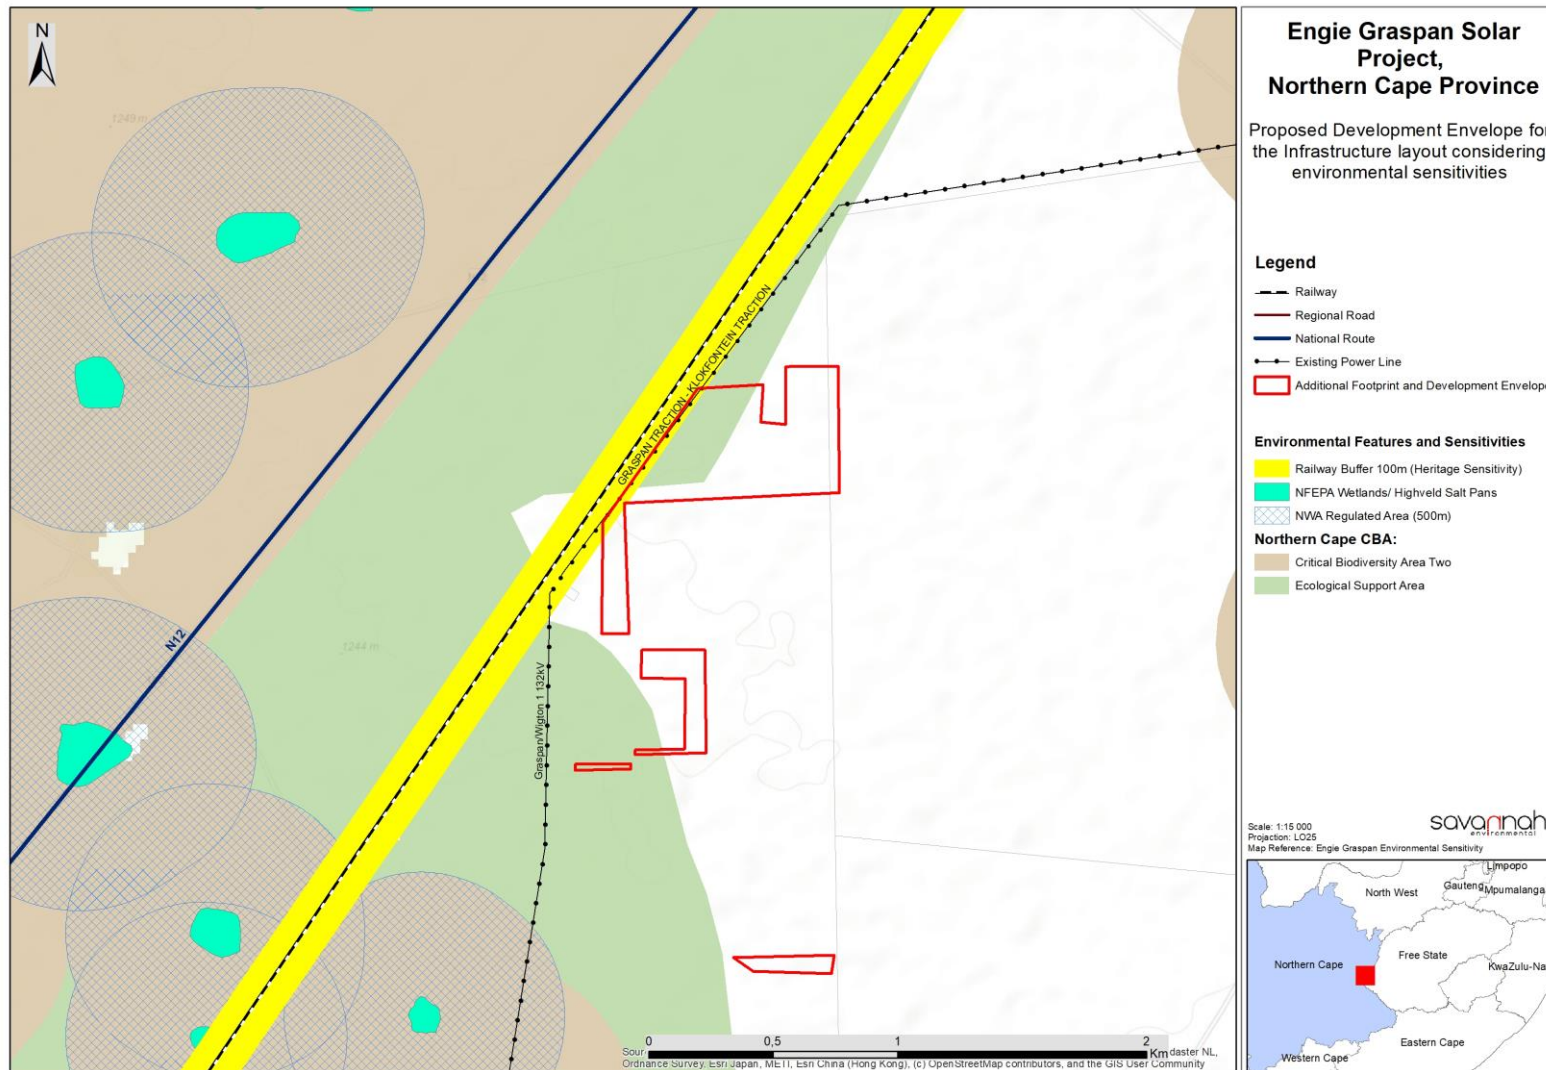 N
1249 m
GRASPAN TRACTION - KLOKFONTEIN TRACTION
N12
1244 m
Graspan/Wigton 1 132kV
0 0,5 1 2
Km
Sour
daster NL,
Ordnance Survey, Esri Japan, METI, Esri China (Hong Kong), (c) OpenStreetMap contributors, and the GIS User Community
Engie Graspan Solar
Project,
Northern Cape Province
Proposed Development Envelope for
the Infrastructure layout considering
environmental sensitivities
Legend
Railway
Regional Road
National Route
Existing Power Line
Additional Footprint and Development Envelope
Environmental Features and Sensitivities
Railway Buffer 100m (Heritage Sensitivity)
NFEPA Wetlands/ Highveld Salt Pans
NWA Regulated Area (500m)
Northern Cape CBA:
Critical Biodiversity Area Two
Ecological Support Area
Scale: 1:15 000
Projection: LO25
Map Reference: Engie Graspan Environmental Sensitivity
savannah
environmental
Limpopo
North West
Gauteng
Mpumalanga
Northern Cape
Free State
KwaZulu-Na
Eastern Cape
Western Cape